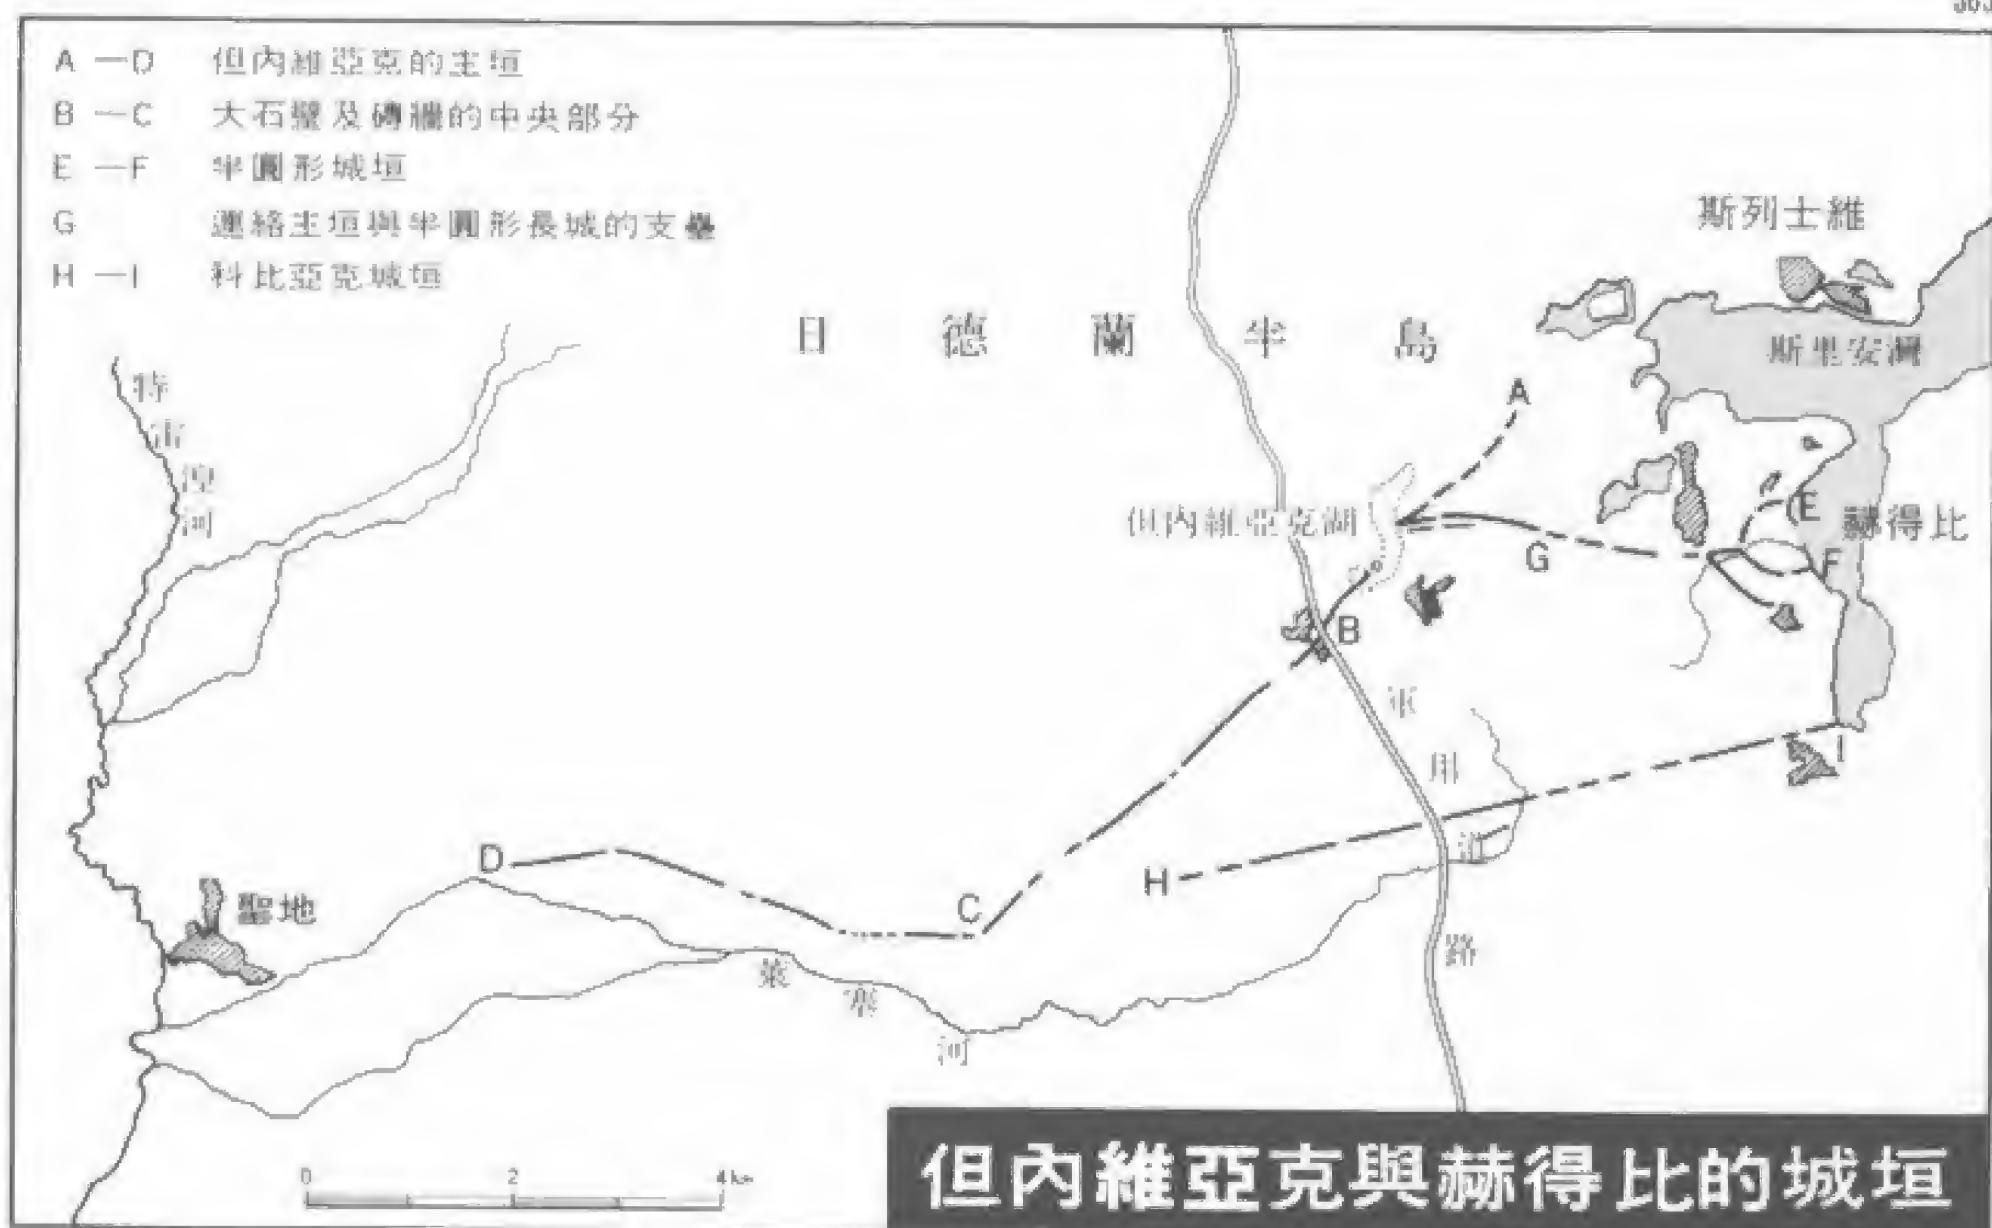 A —D 但內維亞克的主垣
B —C 大石壁及磚牆的中央部分
E —F 半圓形城垣
G 連絡主垣與半圓形長城的支壘
H —I 科比亞克城垣
斯列士維
日德蘭半島
斯里安灣
特雷湟河
A
但內維亞克湖
E
赫得比
G
F
B
軍用道路
I
D
H
C
聖地
萊塞河
0 2 4km
但內維亞克與赫得比的城垣